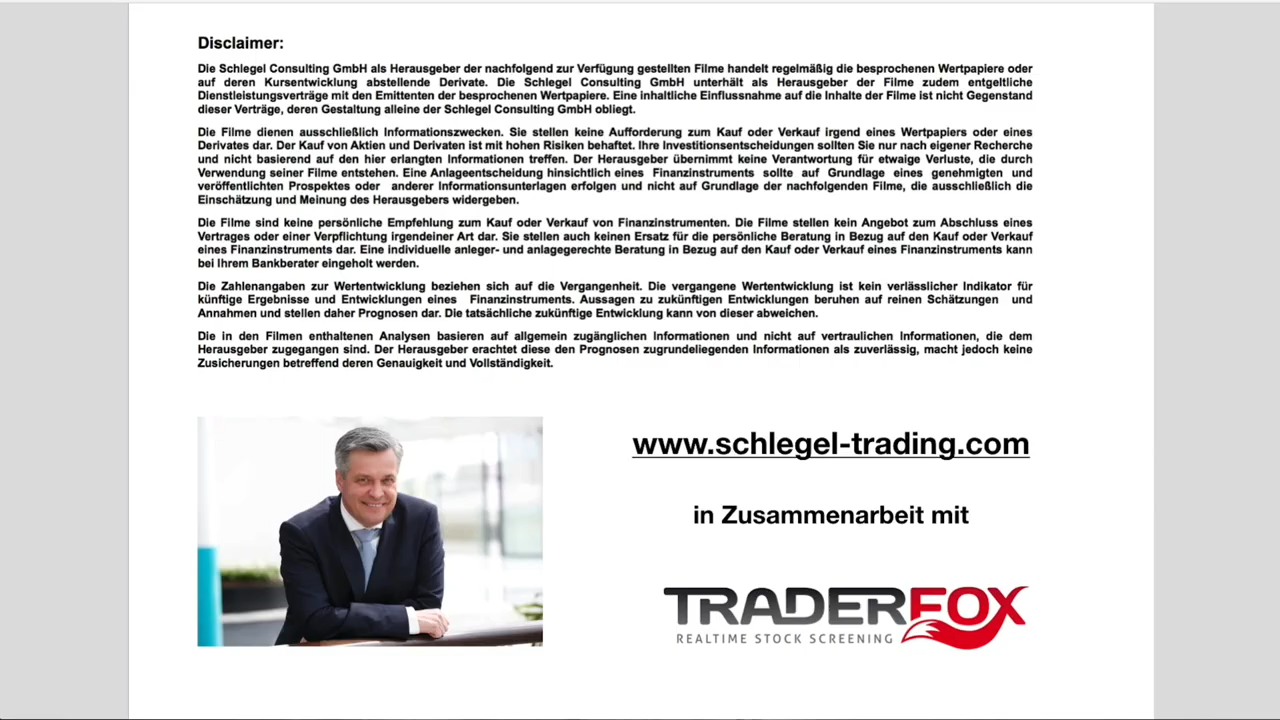 Disclaimer:
Die Schlegel Consulting GmbH als Herausgeber der nachfolgend zur Verfügung gestellten Filme handelt regelmäßig die besprochenen Wertpapiere oder
auf deren Kursentwicklung abstellende Derivate. Die Schlegel Consulting GmbH unterhält als Herausgeber der Filme zudem entgeltliche
Dienstleistungsverträge mit den Emittenten der besprochenen Wertpapiere. Eine inhaltliche Einflussnahme auf die Inhalte der Filme ist nicht Gegenstand
dieser Verträge, deren Gestaltung alleine der Schlegel Consulting GmbH obliegt.
Die Filme dienen ausschließlich Informationszwecken. Sie stellen keine Aufforderung zum Kauf oder Verkauf irgend eines Wertpapiers oder eines
Derivates dar. Der Kauf von Aktien und Derivaten ist mit hohen Risiken behaftet. Ihre Investitionsentscheidungen sollten Sie nur nach eigener Recherche
und nicht basierend auf den hier erlangten Informationen treffen. Der Herausgeber übernimmt keine Verantwortung für etwaige Verluste, die durch
Verwendung seiner Filme entstehen. Eine Anlageentscheidung hinsichtlich eines Finanzinstruments sollte auf Grundlage eines genehmigten und
veröffentlichten Prospektes oder anderer Informationsunterlagen erfolgen und nicht auf Grundlage der nachfolgenden Filme, die ausschließlich die
Einschätzung und Meinung des Herausgebers widergeben.
Die Filme sind keine persönliche Empfehlung zum Kauf oder Verkauf von Finanzinstrumenten. Die Filme stellen kein Angebot zum Abschluss eines
Vertrages oder einer Verpflichtung irgendeiner Art dar. Sie stellen auch keinen Ersatz für die persönliche Beratung in Bezug auf den Kauf oder Verkauf
eines Finanzinstruments dar. Eine individuelle anleger- und anlagegerechte Beratung in Bezug auf den Kauf oder Verkauf eines Finanzinstruments kann
bei Ihrem Bankberater eingeholt werden.
Die Zahlenangaben zur Wertentwicklung beziehen sich auf die Vergangenheit. Die vergangene Wertentwicklung ist kein verlässlicher Indikator für
künftige Ergebnisse und Entwicklungen eines Finanzinstruments. Aussagen zu zukünftigen Entwicklungen beruhen auf reinen Schätzungen und
Annahmen und stellen daher Prognosen dar. Die tatsächliche zukünftige Entwicklung kann von dieser abweichen.
Die in den Filmen enthaltenen Analysen basieren auf allgemein zugänglichen Informationen und nicht auf vertraulichen Informationen, die dem
Herausgeber zugegangen sind. Der Herausgeber erachtet diese den Prognosen zugrundeliegenden Informationen als zuverlässig, macht jedoch keine
Zusicherungen betreffend deren Genauigkeit und Vollständigkeit.
www.schlegel-trading.com
in Zusammenarbeit mit
TRADERFOX
REALTIME STOCK SCREENING